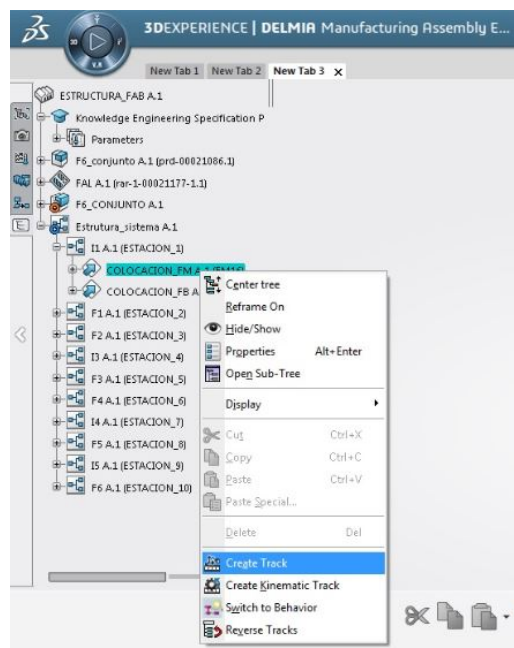 3DEXPERIENCE | DELMIA Manufacturing Assembly E...
V.R
New Tab 1 New Tab 2 New Tab 3 x
ESTRUCTURA_FAB A.1
Knowledge Engineering Specification P
Parameters
F6_conjunto A.1 (prd-00021086.1)
FAL A.1 (rar-1-00021177-1.1)
F6_CONJUNTO A.1
Estrutura_sistema A.1
I1 A.1 (ESTACION_1)
COLOCACION_FM A.1 (FM16)
COLOCACION_FB A
F1 A.1 (ESTACION_2)
F2 A.1 (ESTACION_3)
I3 A.1 (ESTACION_4)
F3 A.1 (ESTACION_5)
F4 A.1 (ESTACION_6)
I4 A.1 (ESTACION_7)
F5 A.1 (ESTACION_8)
I5 A.1 (ESTACION_9)
F6 A.1 (ESTACION_10)
Center tree
Reframe On
Hide/Show
Properties Alt+Enter
Open Sub-Tree
Display
Cut Ctrl+X
Copy Ctrl+C
Paste Ctrl+V
Paste Special...
Delete Del
Create Track
Create Kinematic Track
Switch to Behavior
Reverse Tracks